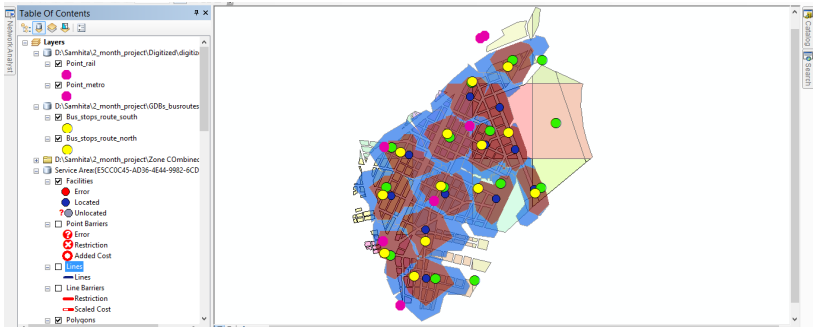 Table Of Contents
Layers
D:\Samhita\2_month_project\Digitized\digitiz
Point_rail
Point_metro
D:\Samhita\2_month_project\GDBs_busroutes
Bus_stops_route_south
Bus_stops_route_north
D:\Samhita\2_month_project\Zone COmbined
Service Area(E5CC0C45-AD36-4E44-9982-6CD
Facilities
Error
Located
Unlocated
Point Barriers
Error
Restriction
Added Cost
Lines
Lines
Line Barriers
Restriction
Scaled Cost
Polygons
Network Analyst
Catalog
Search